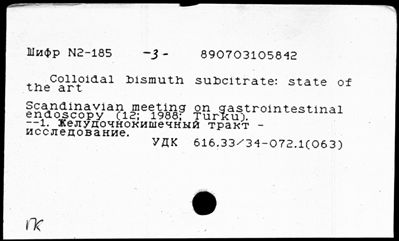 Шифр N2-185 -3- 890703105842
Colloidal bismuth subcitrate: state of
the art
Scandinavian meeting on gastrointestinal
endoscopy (12; 1988; Turku).
--1. Желудочнокишечный тракт -
исследование.
УДК 616.33/34-072.1(063)
ГК